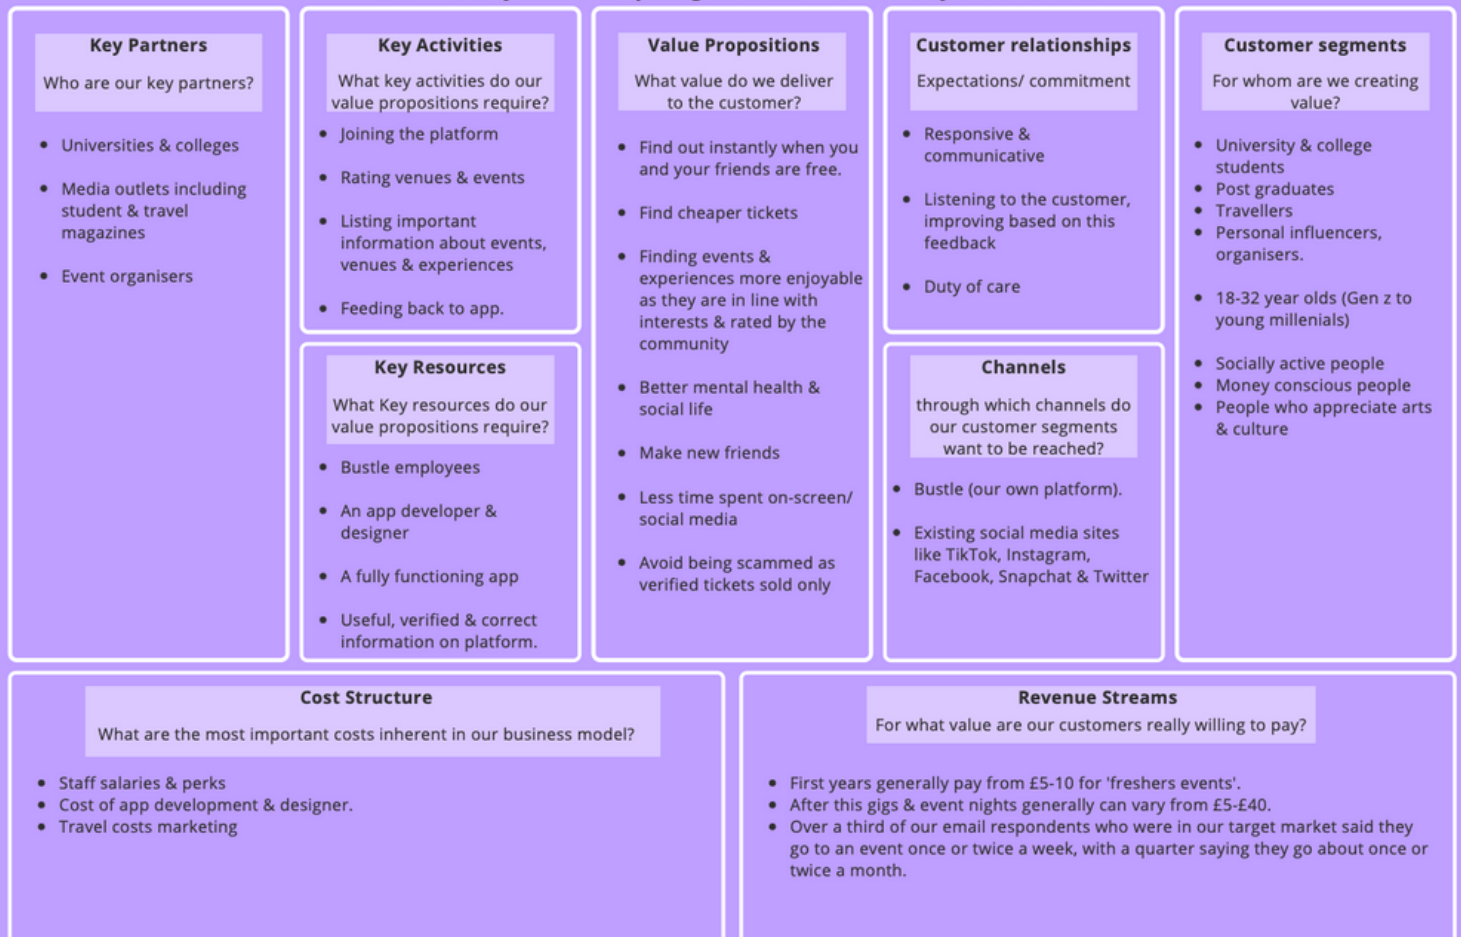 Key Partners
Who are our key partners?
Universities & colleges
Media outlets including
student & travel
magazines
Event organisers
Key Activities
What key activities do our
value propositions require?
Joining the platform
Rating venues & events
Listing important
information about events,
venues & experiences
Feeding back to app.
Key Resources
What Key resources do our
value propositions require?
Bustle employees
An app developer &
designer
A fully functioning app
Useful, verified & correct
information on platform.
Value Propositions
What value do we deliver
to the customer?
Find out instantly when you
and your friends are free.
Find cheaper tickets
Finding events &
experiences more enjoyable
as they are in line with
interests & rated by the
community
Better mental health &
social life
Make new friends
Less time spent on-screen/
social media
Avoid being scammed as
verified tickets sold only
Customer relationships
Expectations/ commitment
Responsive &
communicative
Listening to the customer,
improving based on this
feedback
Duty of care
Channels
through which channels do
our customer segments
want to be reached?
Bustle (our own platform).
Existing social media sites
like TikTok, Instagram,
Facebook, Snapchat & Twitter
Customer segments
For whom are we creating
value?
University & college
students
Post graduates
Travellers
Personal influencers,
organisers.
18-32 year olds (Gen z to
young millenials)
Socially active people
Money conscious people
People who appreciate arts
& culture
Cost Structure
What are the most important costs inherent in our business model?
Staff salaries & perks
Cost of app development & designer.
Travel costs marketing
Revenue Streams
For what value are our customers really willing to pay?
First years generally pay from £5-10 for 'freshers events'.
After this gigs & event nights generally can vary from £5-£40.
Over a third of our email respondents who were in our target market said they
go to an event once or twice a week, with a quarter saying they go about once or
twice a month.